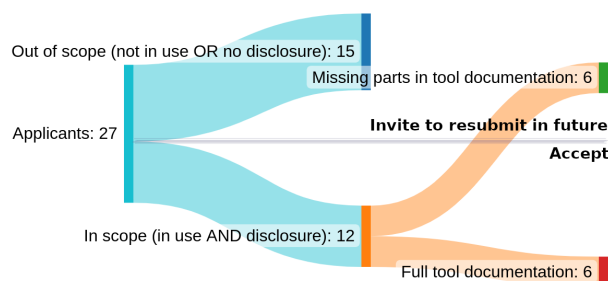 Out of scope (not in use OR no disclosure): 15
Missing parts in tool documentation: 6
Invite to resubmit in future
Applicants: 27
Accept
In scope (in use AND disclosure): 12
Full tool documentation: 6